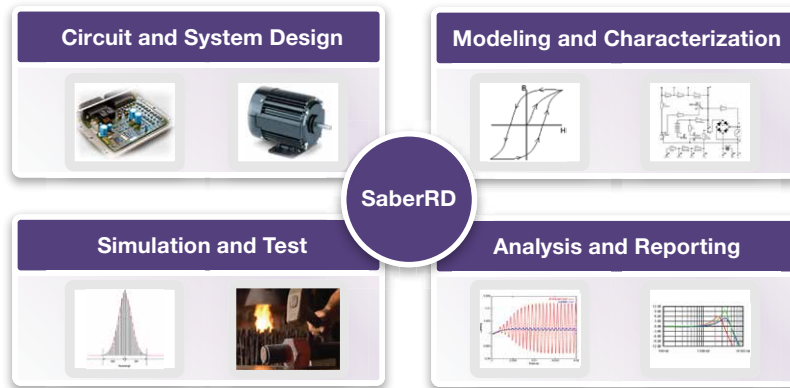 Circuit and System Design
Modeling and Characterization
B
H
SaberRD
Simulation and Test
Analysis and Reporting